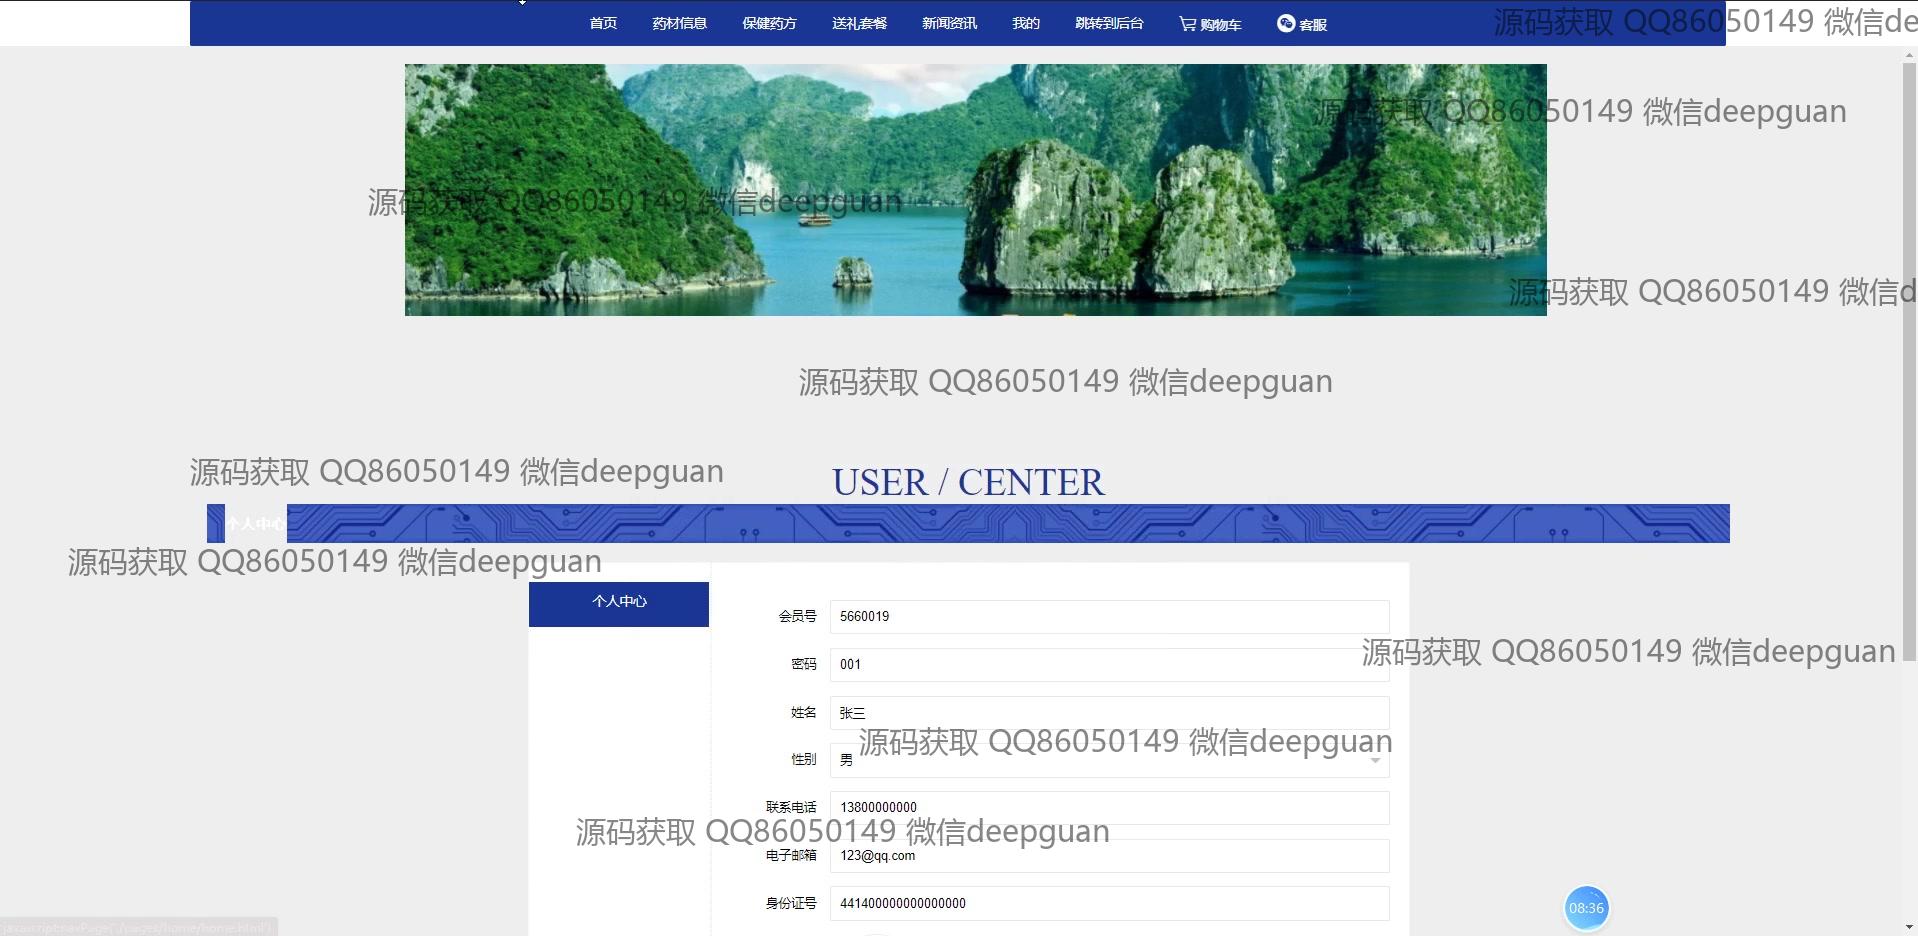 首页 药材信息 保健药方 送礼套餐 新闻资讯 我的 跳转到后台 购物车 客服
源码获取 QQ86050149 微信de
源码获取 QQ86050149 微信deepguan
源码获取 QQ86050149 微信deepguan
源码获取 QQ86050149 微信d
源码获取 QQ86050149 微信deepguan
源码获取 QQ86050149 微信deepguan
USER / CENTER
个人中心
源码获取 QQ86050149 微信deepguan
个人中心
会员号 5660019
源码获取 QQ86050149 微信deepguan
密码 001
姓名 张三
源码获取 QQ86050149 微信deepguan
性别 男
联系电话 13800000000
源码获取 QQ86050149 微信deepguan
电子邮箱 123@qq.com
身份证号 441400000000000000
08:36
javascript:navPage('./pages/home/home.html')